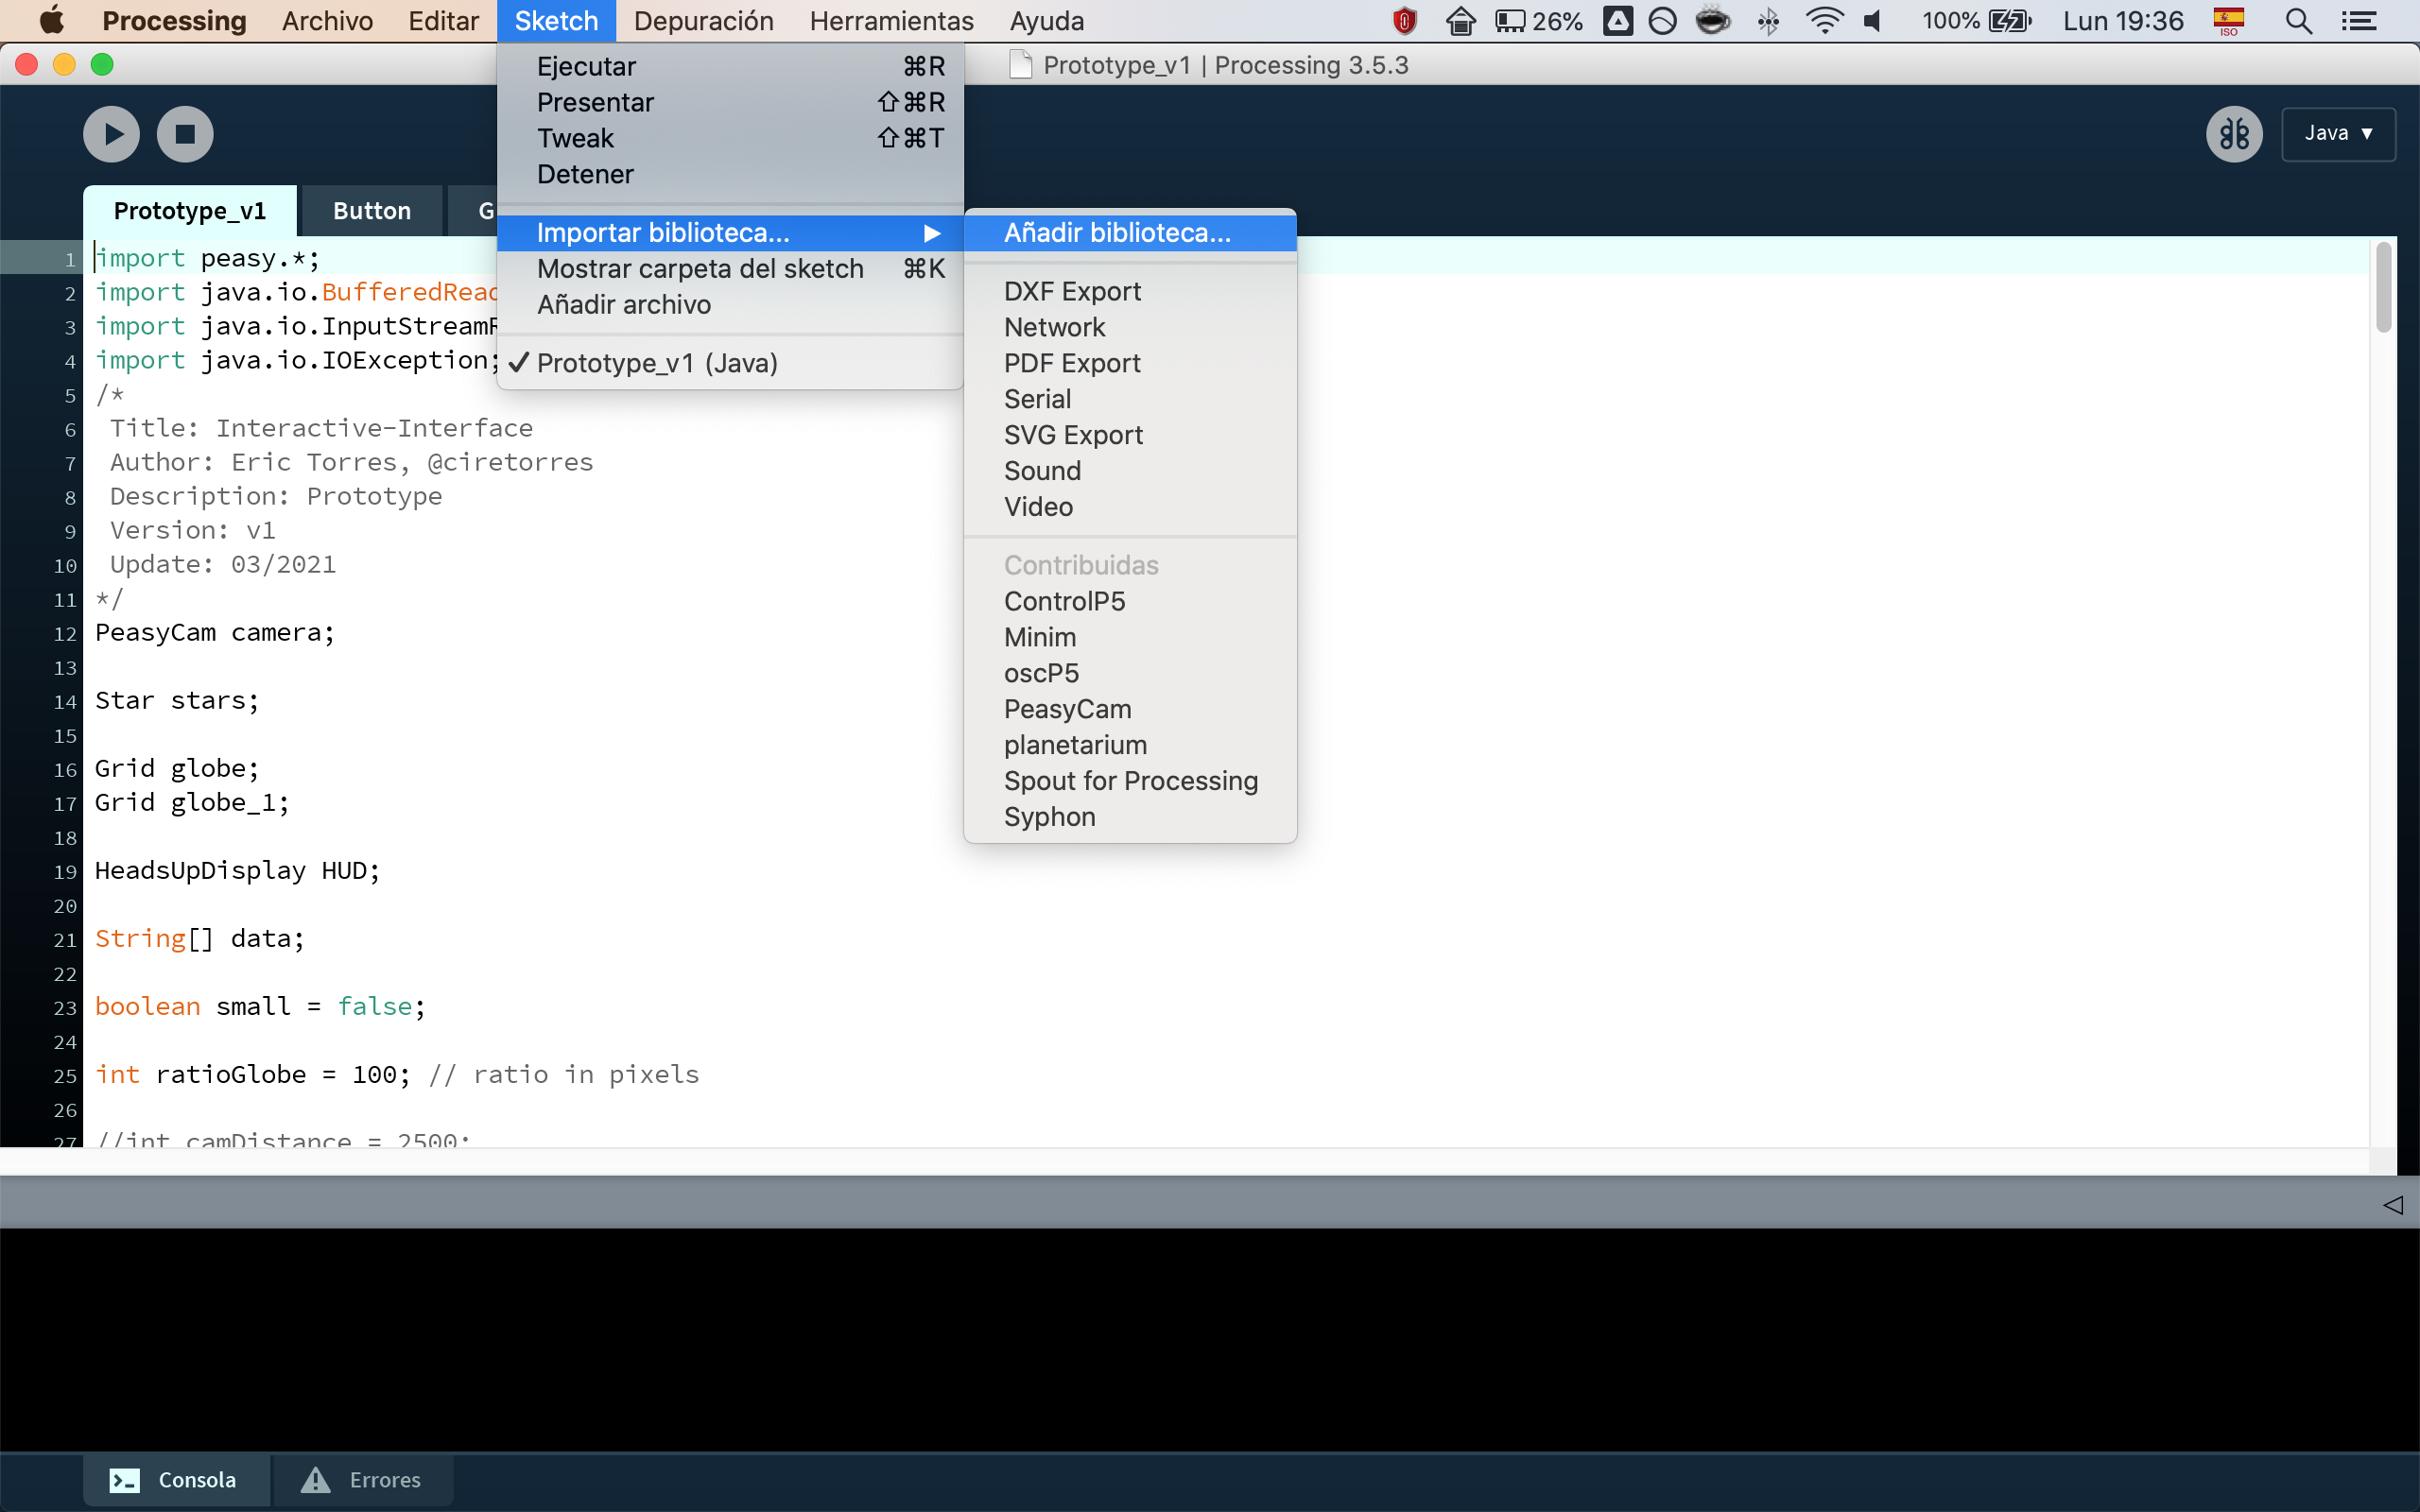 Processing Archivo Editar Sketch Depuración Herramientas Ayuda 26% 100% Lun 19:36 ISO
Prototype_v1 | Processing 3.5.3
Java ▼
Ejecutar ⌘R
Presentar ⇧⌘R
Tweak ⇧⌘T
Detener
Importar biblioteca... ▶
Mostrar carpeta del sketch ⌘K
Añadir archivo
✓ Prototype_v1 (Java)
Añadir biblioteca...
DXF Export
Network
PDF Export
Serial
SVG Export
Sound
Video
Contribuidas
ControlP5
Minim
oscP5
PeasyCam
planetarium
Spout for Processing
Syphon
Prototype_v1 Button G
1 import peasy.*;
2 import java.io.BufferedReac
3 import java.io.InputStreamR
4 import java.io.IOException;
5 /*
6 Title: Interactive-Interface
7 Author: Eric Torres, @ciretorres
8 Description: Prototype
9 Version: v1
10 Update: 03/2021
11 */
12 PeasyCam camera;
13
14 Star stars;
15
16 Grid globe;
17 Grid globe_1;
18
19 HeadsUpDisplay HUD;
20
21 String[] data;
22
23 boolean small = false;
24
25 int ratioGlobe = 100; // ratio in pixels
26
27 //int camDistance = 2500;
Consola Errores